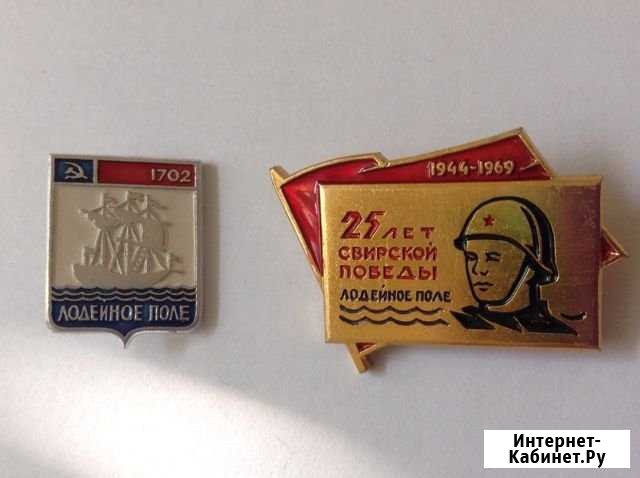 1702
ЛОДЕЙНОЕ ПОЛЕ
1944-1969
25 ЛЕТ
СВИРСКОЙ
ПОБЕДЫ
ЛОДЕЙНОЕ ПОЛЕ
Интернет-
Кабинет.Ру